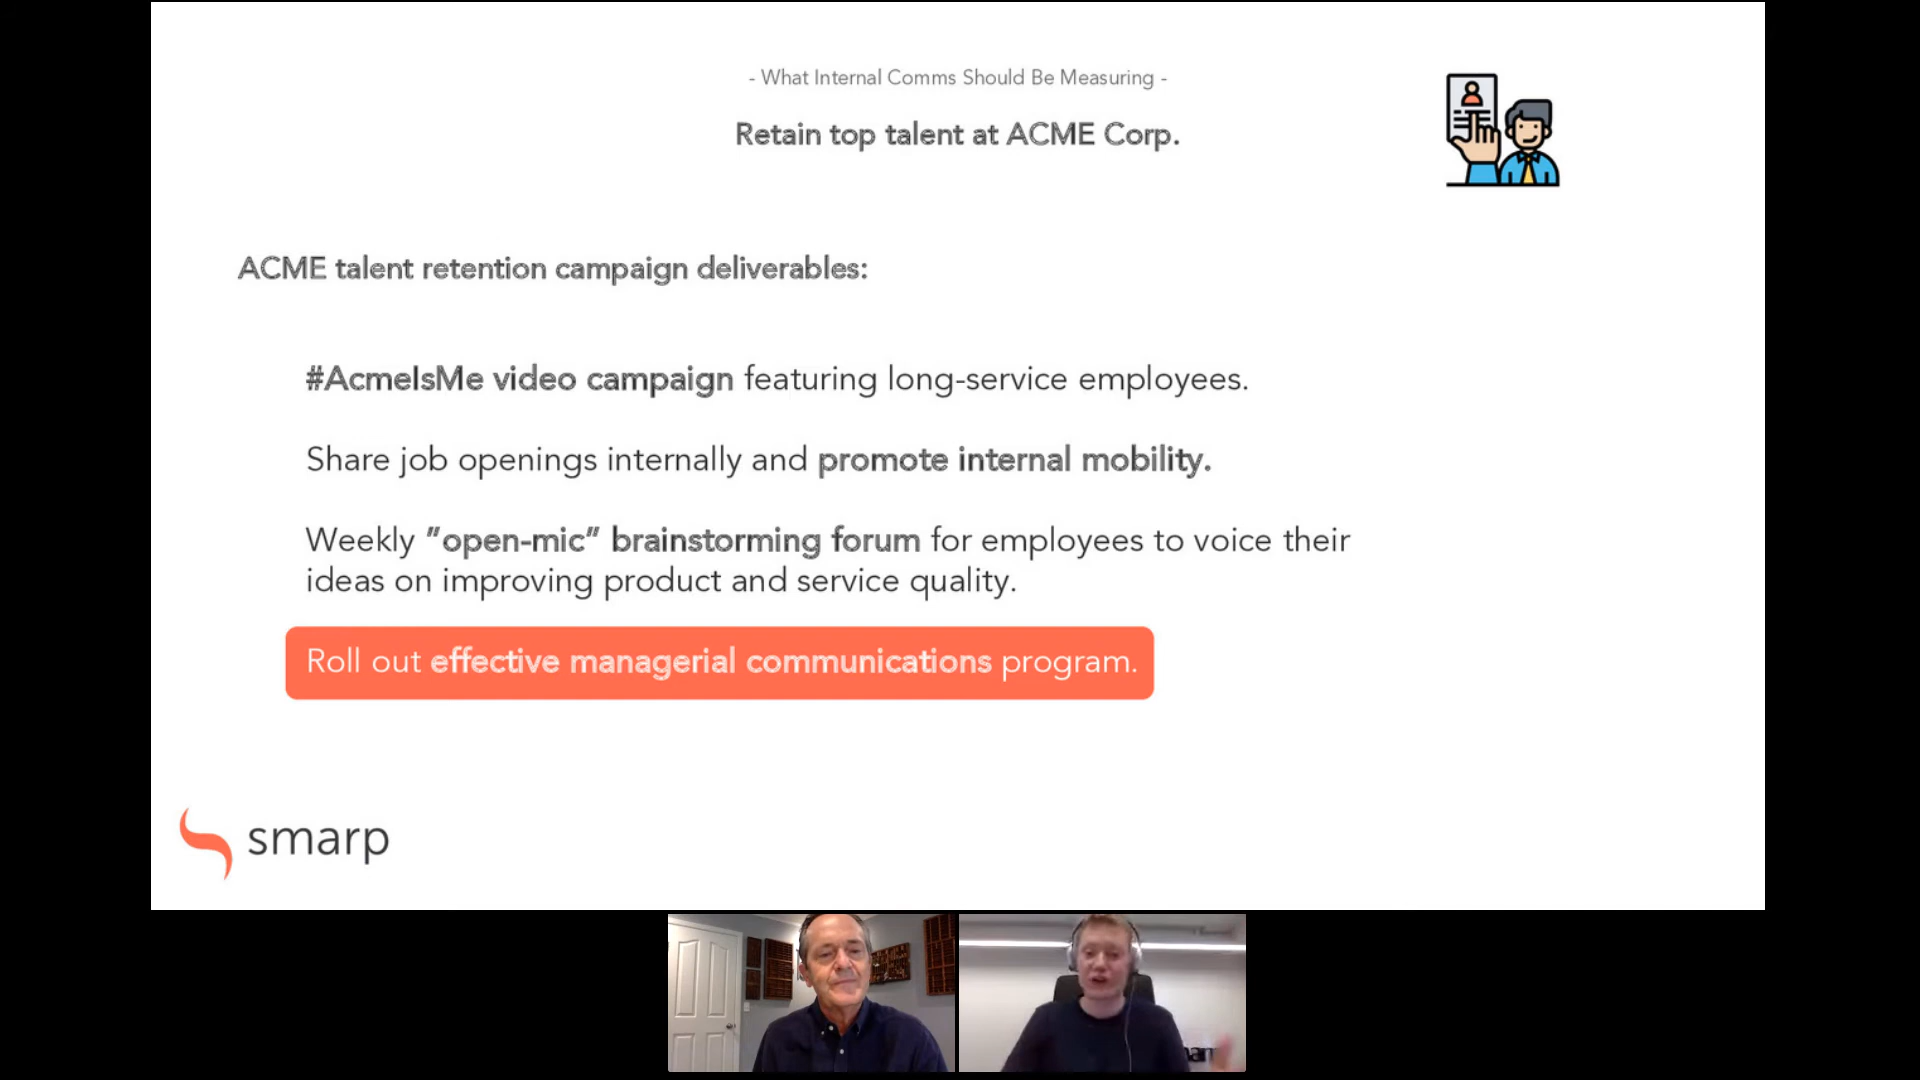 - What Internal Comms Should Be Measuring -
Retain top talent at ACME Corp.
ACME talent retention campaign deliverables:
#AcmeIsMe video campaign featuring long-service employees.
Share job openings internally and promote internal mobility.
Weekly ”open-mic” brainstorming forum for employees to voice their
ideas on improving product and service quality.
Roll out effective managerial communications program.
smarp